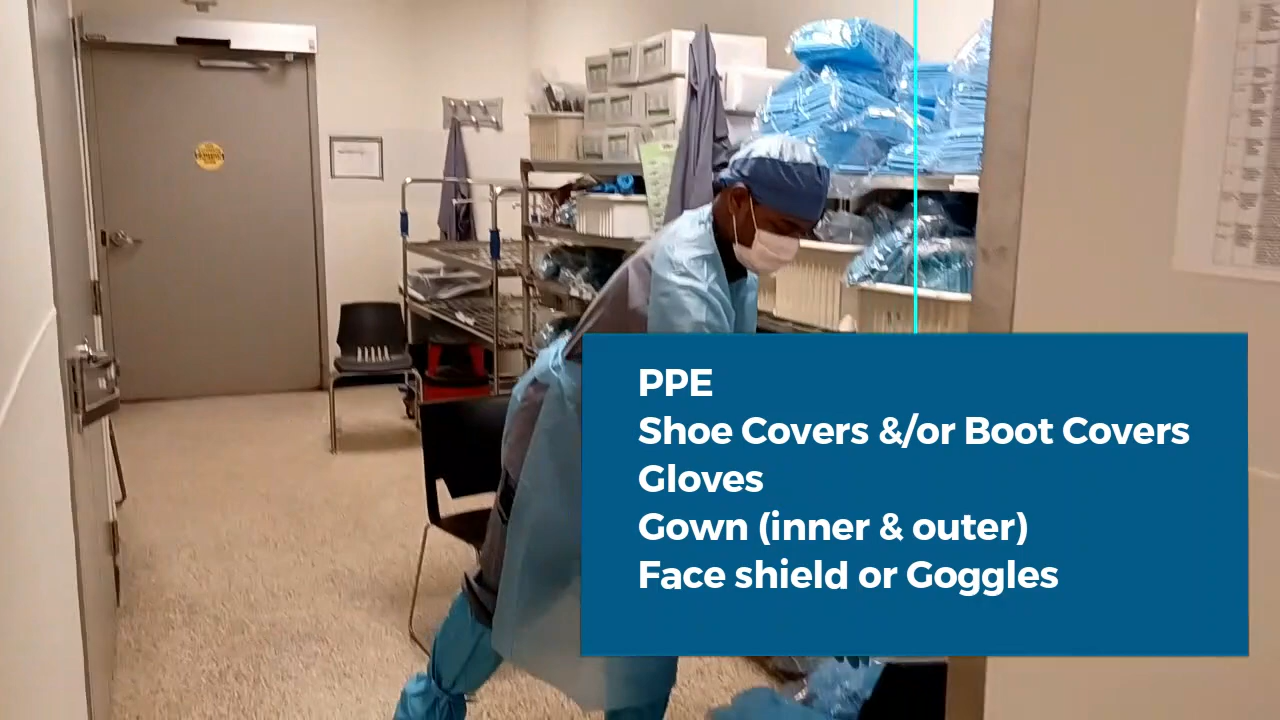 PPE
Shoe Covers &/or Boot Covers
Gloves
Gown (inner & outer)
Face shield or Goggles